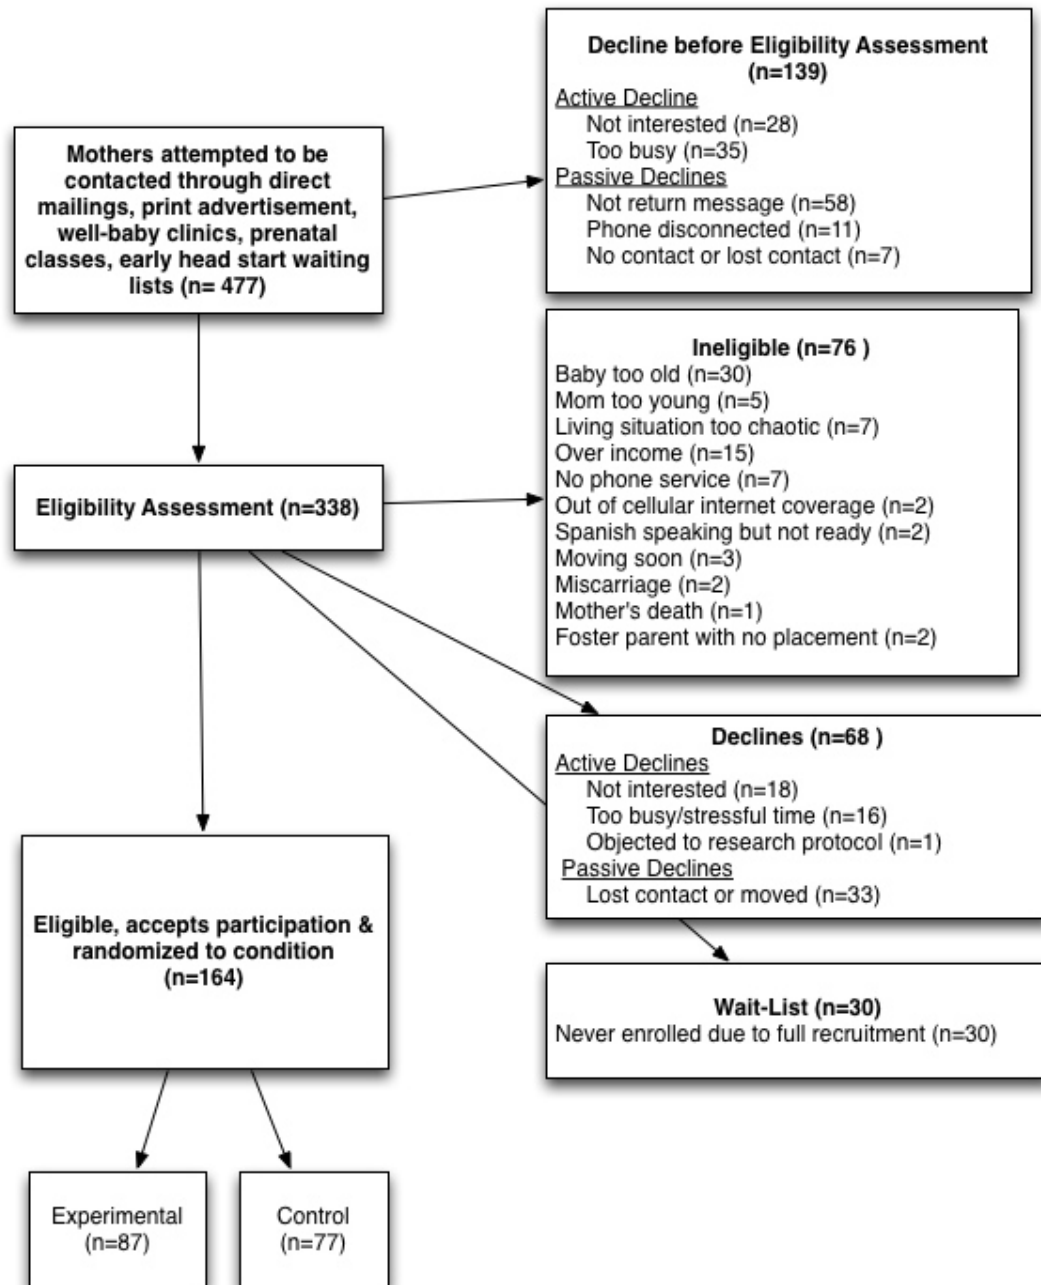 Decline before Eligibility Assessment
(n=139)
Active Decline
Not interested (n=28)
Too busy (n=35)
Passive Declines
Not return message (n=58)
Phone disconnected (n=11)
No contact or lost contact (n=7)
Mothers attempted to be
contacted through direct
mailings, print advertisement,
well-baby clinics, prenatal
classes, early head start waiting
lists (n= 477)
Ineligible (n=76 )
Baby too old (n=30)
Mom too young (n=5)
Living situation too chaotic (n=7)
Over income (n=15)
No phone service (n=7)
Out of cellular internet coverage (n=2)
Spanish speaking but not ready (n=2)
Moving soon (n=3)
Miscarriage (n=2)
Mother's death (n=1)
Foster parent with no placement (n=2)
Eligibility Assessment (n=338)
Declines (n=68 )
Active Declines
Not interested (n=18)
Too busy/stressful time (n=16)
Objected to research protocol (n=1)
Passive Declines
Lost contact or moved (n=33)
Eligible, accepts participation &
randomized to condition
(n=164)
Wait-List (n=30)
Never enrolled due to full recruitment (n=30)
Experimental
(n=87)
Control
(n=77)